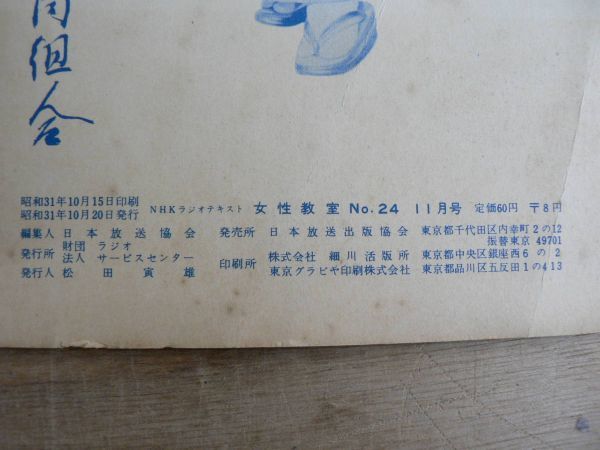 同組合
昭和31年10月15日印刷
昭和31年10月20日発行 NHKラジオテキスト 女性教室 No.24 11月号 定価60円 〒8円
編集人 日本放送協会 発売所 日本放送出版協会 東京都千代田区内幸町2の12
振替東京 49701
発行所 財団法人 ラジオサービスセンター 印刷所 株式会社 細川活版所 東京都中央区銀座西6の2
発行人 松田寅雄 東京グラビヤ印刷株式会社 東京都品川区五反田1の413